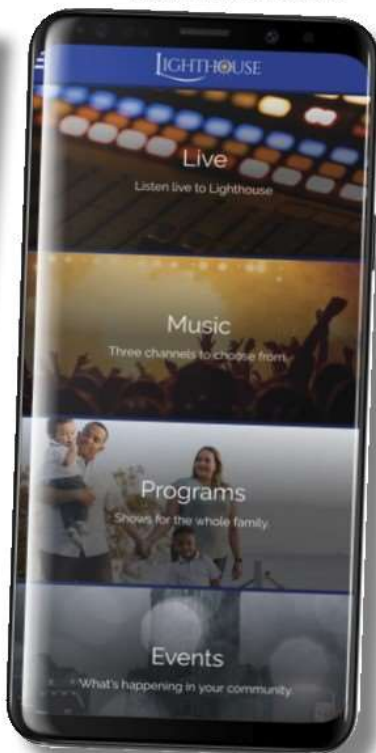 LIGHTHOUSE
Live
Listen live to Lighthouse
Music
Three channels to choose from.
Programs
Shows for the whole family.
Events
What's happening in your community.